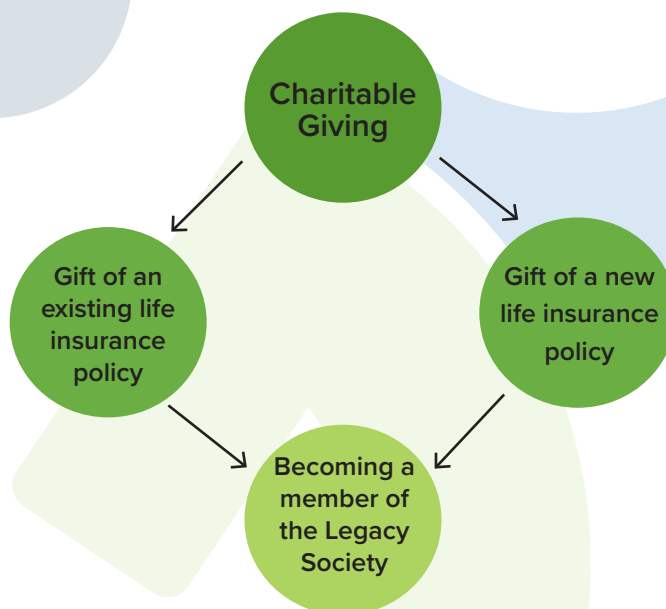 Charitable
Giving
Gift of an
existing life
insurance
policy
Gift of a new
life insurance
policy
Becoming a
member of
the Legacy
Society